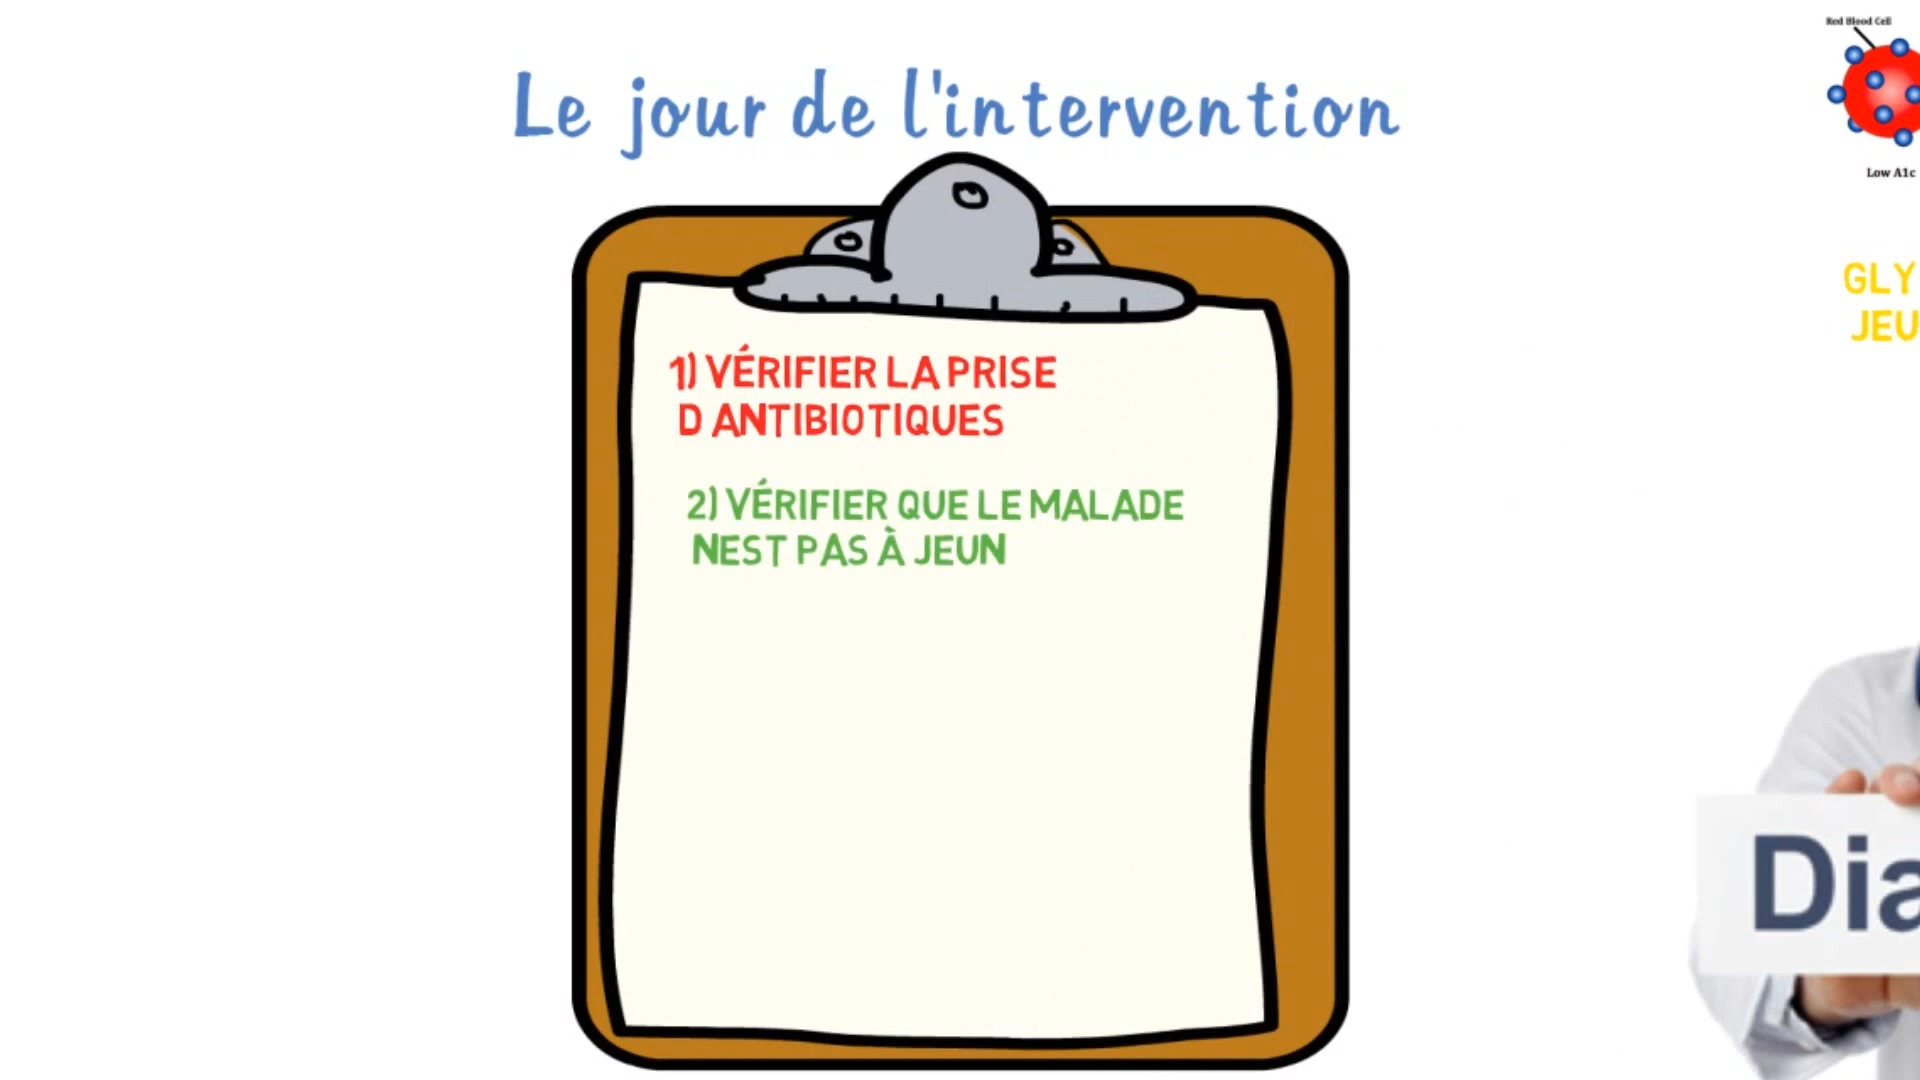 Le jour de l'intervention
1) VÉRIFIER LA PRISE
D ANTIBIOTIQUES
2) VÉRIFIER QUE LE MALADE
NEST PAS À JEUN
Red Blood Cell
Low A1c
GLY
JEU
Dia